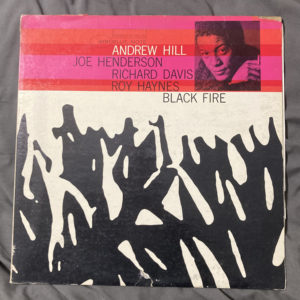 ANDREW HILL
JOE HENDERSON
RICHARD DAVIS
ROY HAYNES
BLACK FIRE